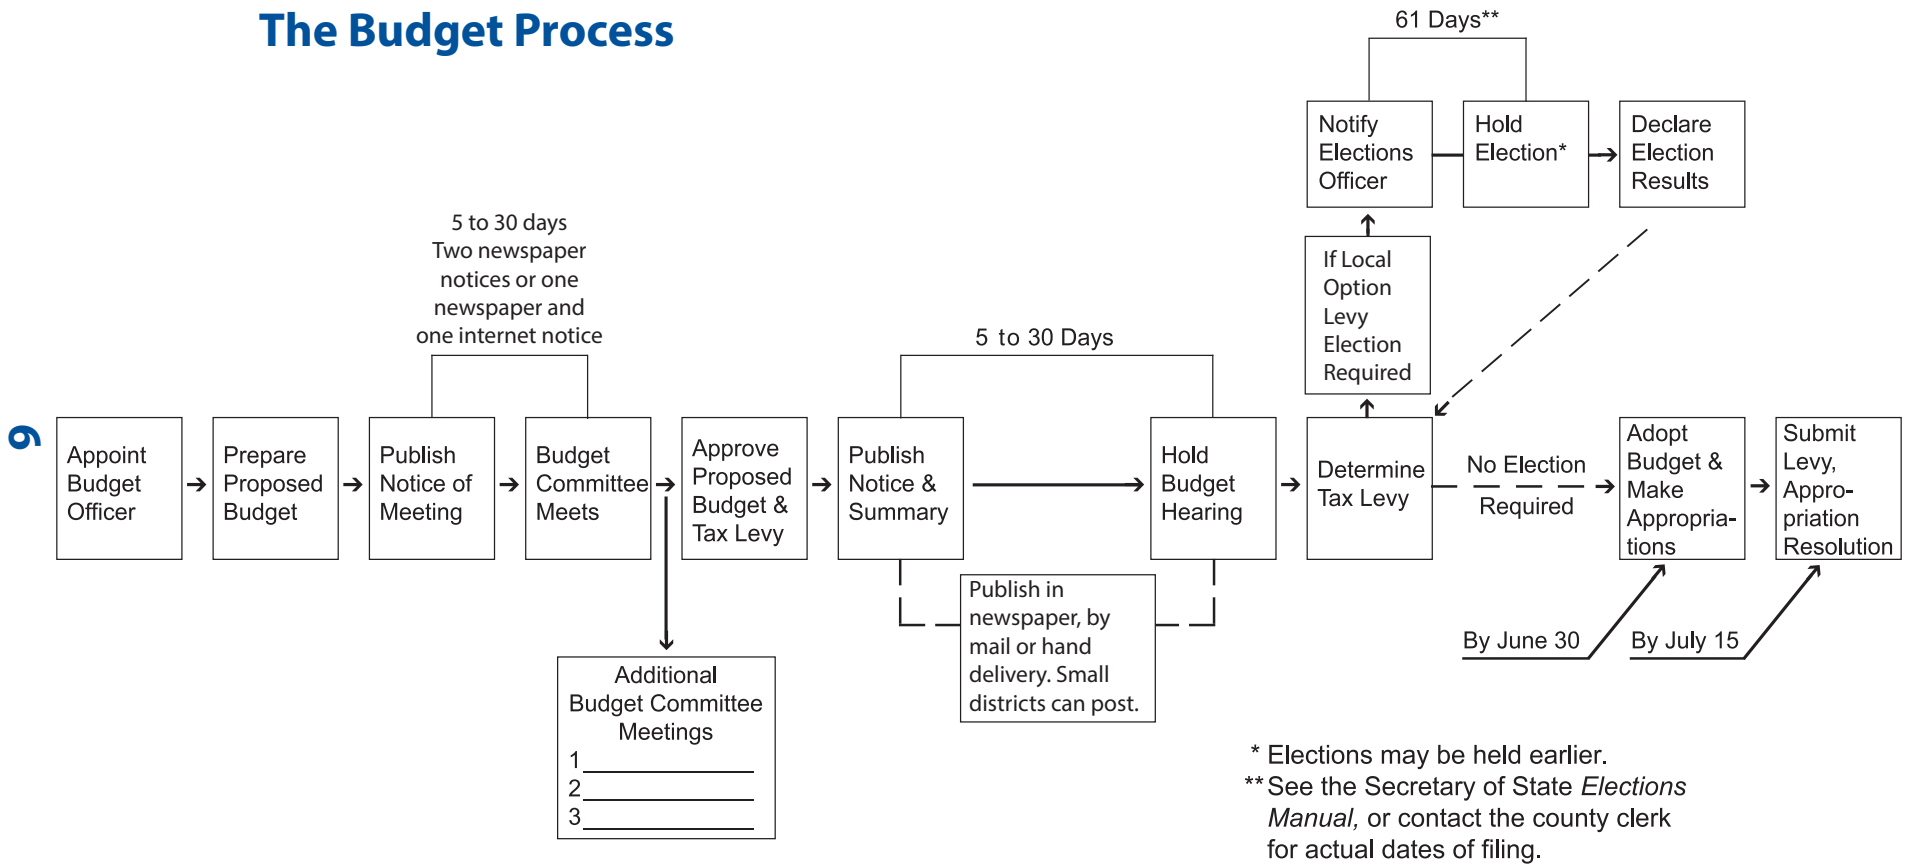 The Budget Process
61 Days**
Notify
Elections
Officer
Hold
Election*
Declare
Election
Results
5 to 30 days
Two newspaper
notices or one
newspaper and
one internet notice
If Local
Option
Levy
Election
Required
5 to 30 Days
9
Appoint
Budget
Officer
Prepare
Proposed
Budget
Publish
Notice of
Meeting
Budget
Committee
Meets
Approve
Proposed
Budget &
Tax Levy
Publish
Notice &
Summary
Hold
Budget
Hearing
Determine
Tax Levy
No Election
Required
Adopt
Budget &
Make
Appropria-
tions
Submit
Levy,
Appro-
priation
Resolution
Publish in
newspaper, by
mail or hand
delivery. Small
districts can post.
By June 30
By July 15
Additional
Budget Committee
Meetings
1
2
3
* Elections may be held earlier.
**See the Secretary of State Elections
Manual, or contact the county clerk
for actual dates of filing.